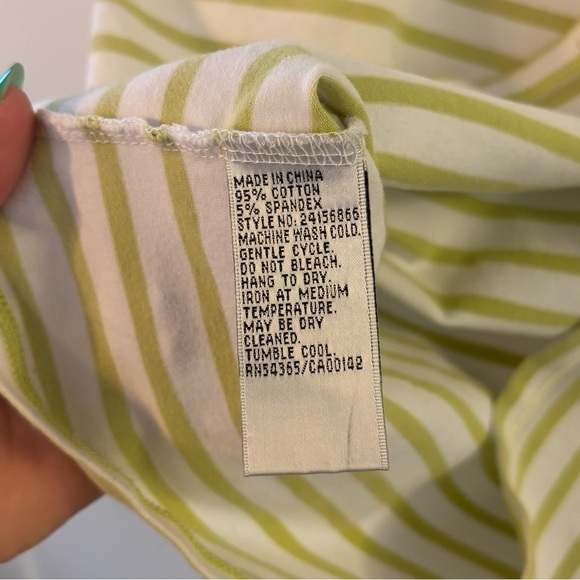 MADE IN CHINA
95% COTTON
5% SPANDEX
STYLE NO: 24156866
MACHINE WASH COLD.
GENTLE CYCLE.
DO NOT BLEACH.
HANG TO DRY.
IRON AT MEDIUM
TEMPERATURE.
MAY BE DRY
CLEANED.
TUMBLE COOL.
RN54365/CA00142